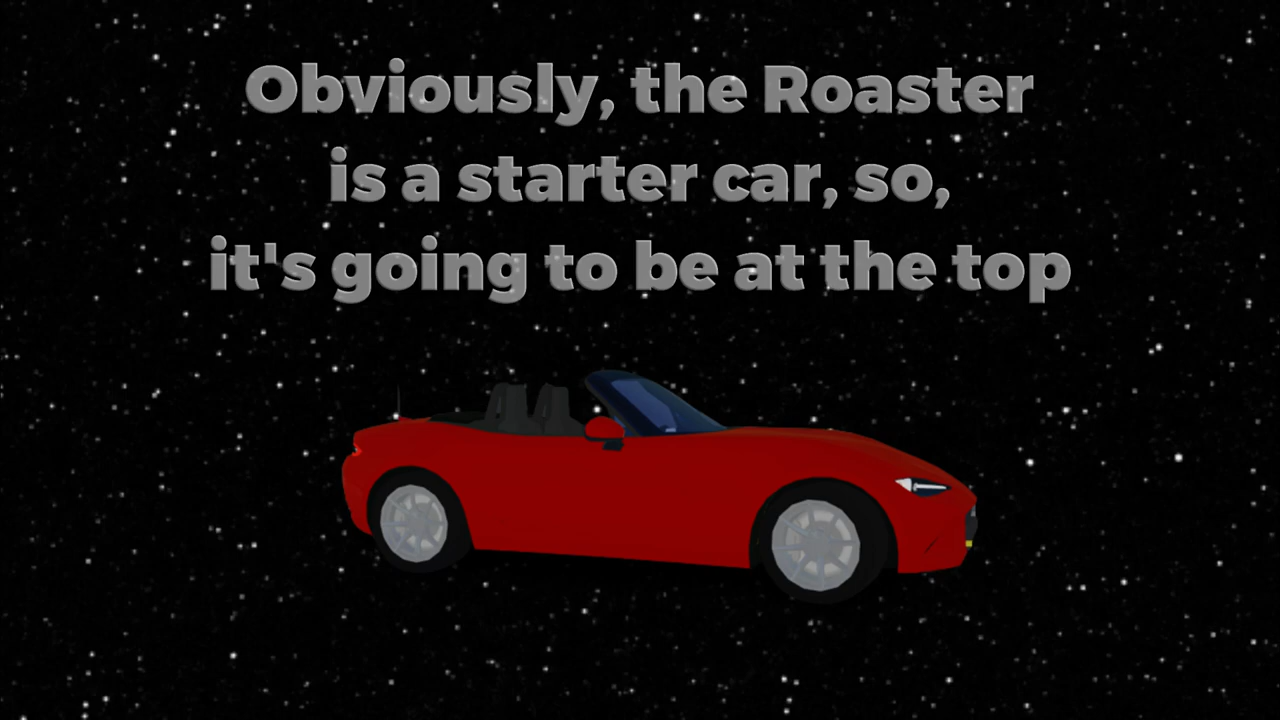 Obviously, the Roaster
is a starter car, so,
it's going to be at the top